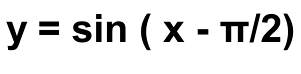 y = sin ( x - π/2)